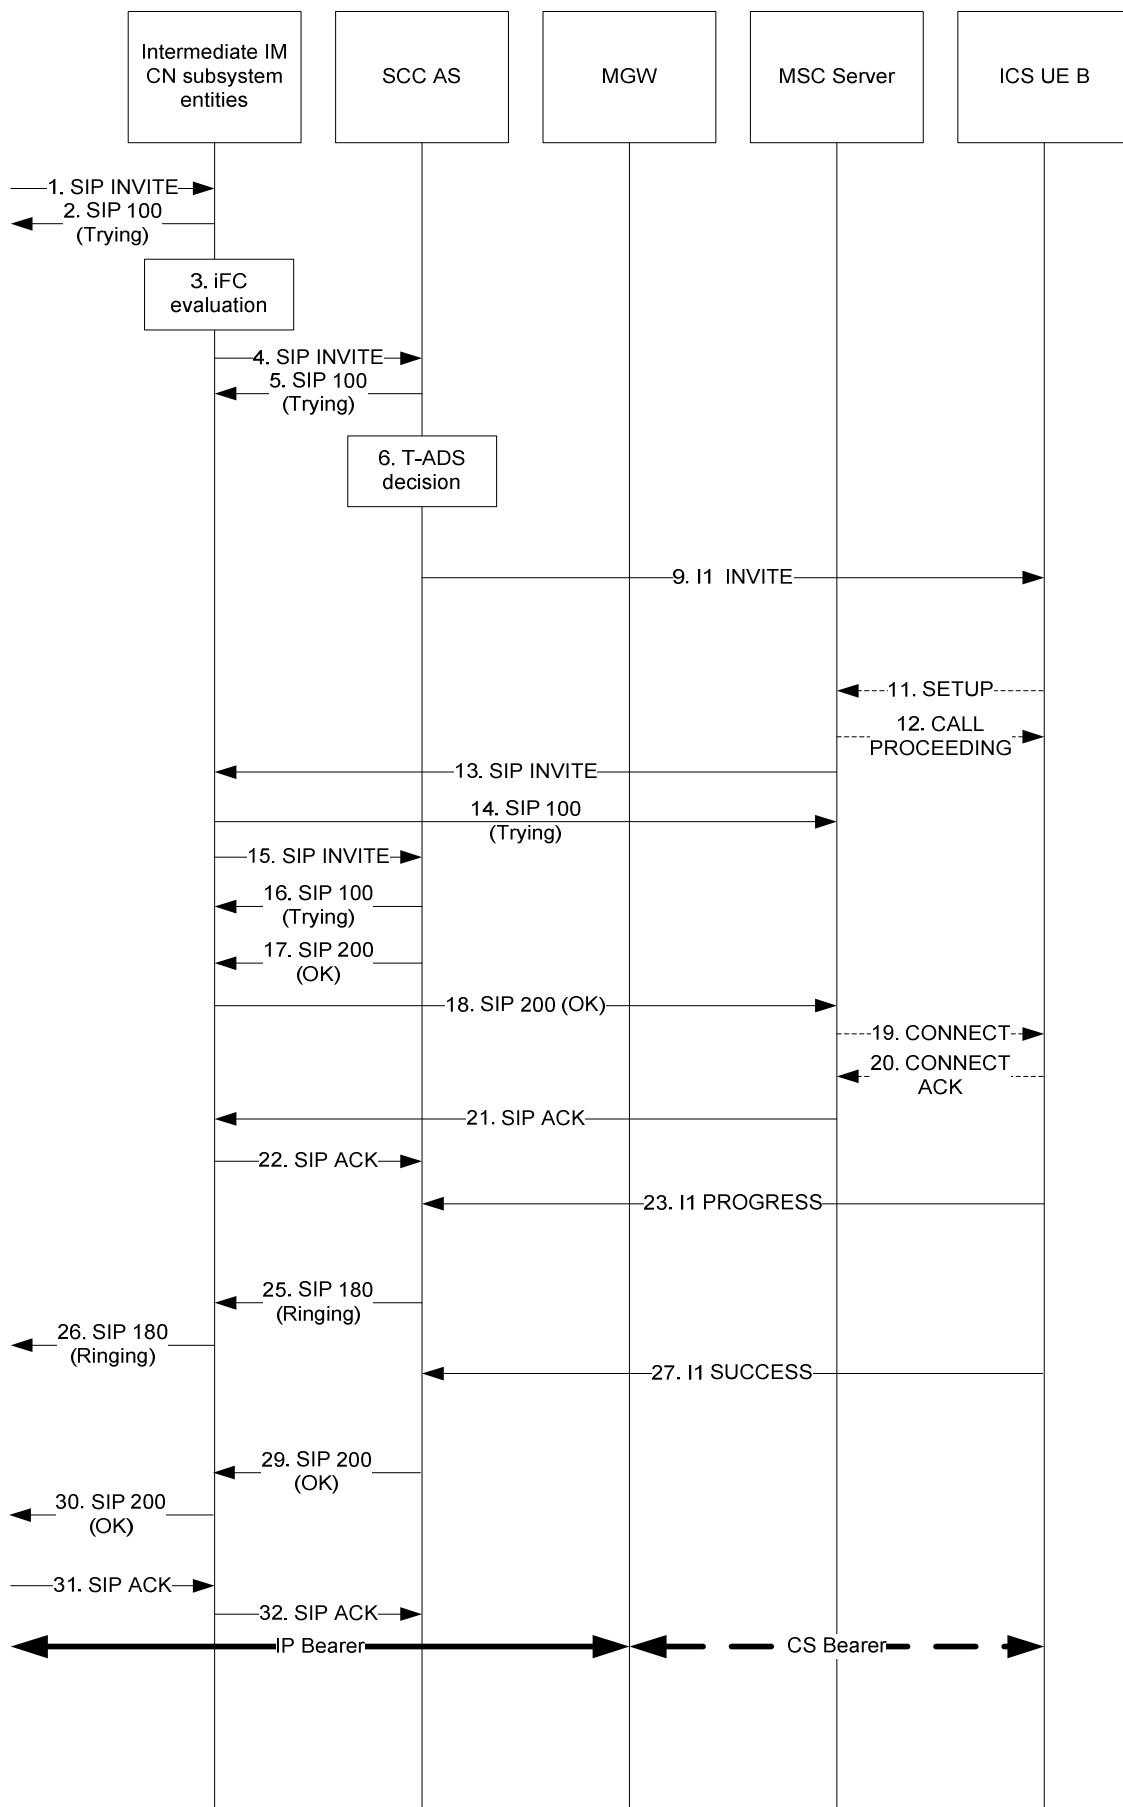 Intermediate IM
CN subsystem
entities
SCC AS
MGW
MSC Server
ICS UE B
1. SIP INVITE
2. SIP 100
(Trying)
3. iFC
evaluation
4. SIP INVITE
5. SIP 100
(Trying)
6. T-ADS
decision
9. I1 INVITE
11. SETUP
12. CALL
PROCEEDING
13. SIP INVITE
14. SIP 100
(Trying)
15. SIP INVITE
16. SIP 100
(Trying)
17. SIP 200
(OK)
18. SIP 200 (OK)
19. CONNECT
20. CONNECT
ACK
21. SIP ACK
22. SIP ACK
23. I1 PROGRESS
25. SIP 180
(Ringing)
26. SIP 180
(Ringing)
27. I1 SUCCESS
29. SIP 200
(OK)
30. SIP 200
(OK)
31. SIP ACK
32. SIP ACK
IP Bearer
CS Bearer